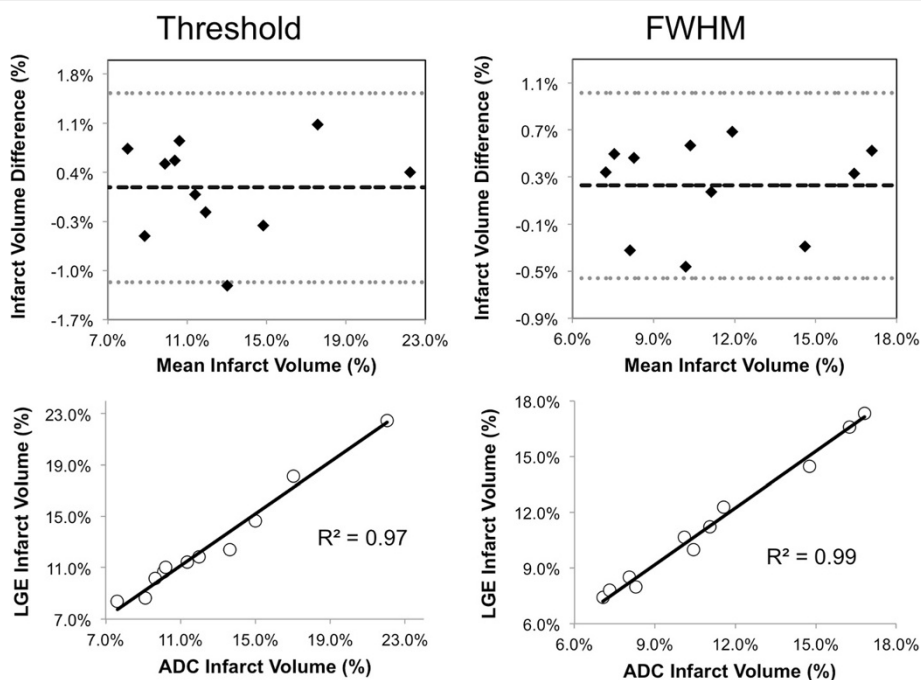 Threshold
Infarct Volume Difference (%)
1.8%
1.1%
0.4%
-0.3%
-1.0%
-1.7%
7.0% 11.0% 15.0% 19.0% 23.0%
Mean Infarct Volume (%)
FWHM
Infarct Volume Difference (%)
1.1%
0.7%
0.3%
-0.1%
-0.5%
-0.9%
6.0% 9.0% 12.0% 15.0% 18.0%
Mean Infarct Volume (%)
LGE Infarct Volume (%)
23.0%
19.0%
15.0%
11.0%
7.0%
R² = 0.97
7.0% 11.0% 15.0% 19.0% 23.0%
ADC Infarct Volume (%)
LGE Infarct Volume (%)
18.0%
15.0%
12.0%
9.0%
6.0%
R² = 0.99
6.0% 9.0% 12.0% 15.0% 18.0%
ADC Infarct Volume (%)